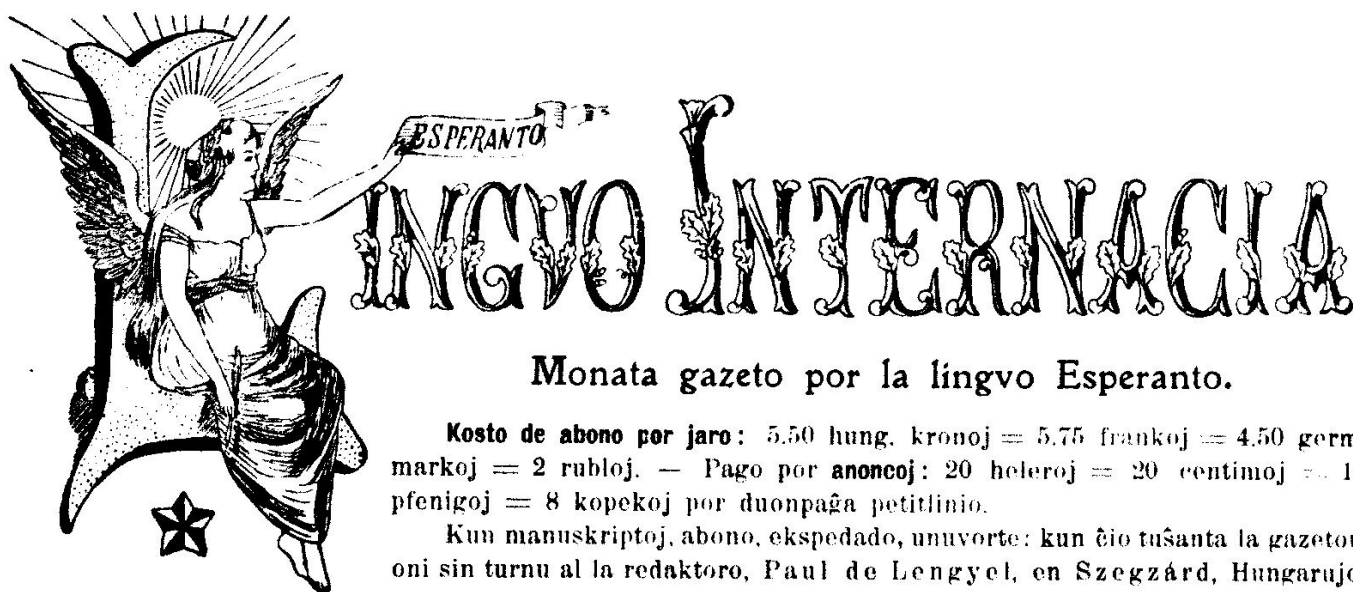 ESPERANTO
LINGVO INTERNACIA
Monata gazeto por la lingvo Esperanto.
Kosto de abono por jaro: 5.50 hung. kronoj = 5.75 frankoj = 4.50 germ
markoj = 2 rubloj. — Pago por anoncoj: 20 heleroj = 20 centimoj = 1
pfenigoj = 8 kopekoj por duonpaĝa petitlinio.
Kun manuskriptoj, abono, ekspedado, unuvorte: kun ĉio tuŝanta la gazeton
oni sin turnu al la redaktoro, Paul de Lengyel, en Szegzárd, Hungarujo